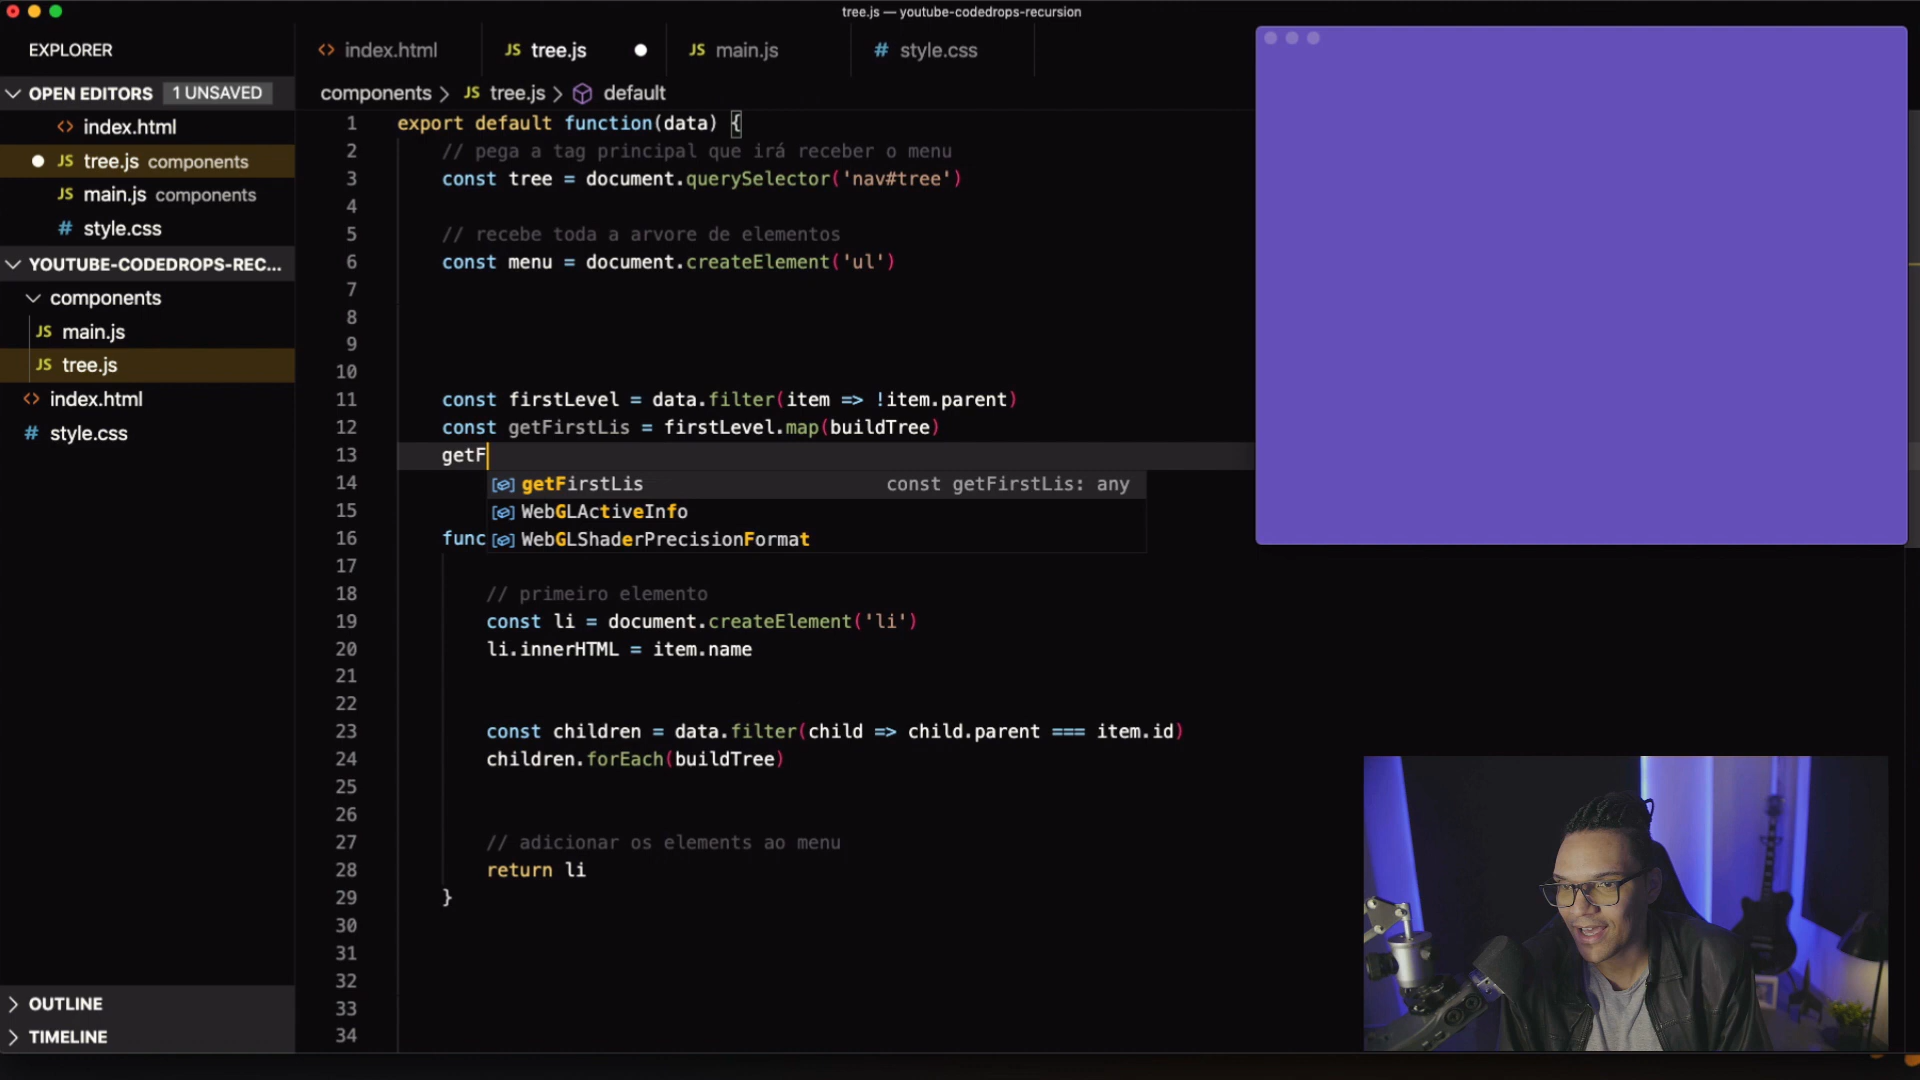 tree.js — youtube-codedrops-recursion
EXPLORER
OPEN EDITORS 1 UNSAVED
<> index.html
JS tree.js components
JS main.js components
# style.css
YOUTUBE-CODEDROPS-REC...
components
JS main.js
JS tree.js
<> index.html
# style.css
OUTLINE
TIMELINE
<> index.html
JS tree.js
JS main.js
# style.css
components > JS tree.js > default
1 export default function(data) {
2 // pega a tag principal que irá receber o menu
3 const tree = document.querySelector('nav#tree')
4
5 // recebe toda a arvore de elementos
6 const menu = document.createElement('ul')
7
8
9
10
11 const firstLevel = data.filter(item => !item.parent)
12 const getFirstLis = firstLevel.map(buildTree)
13 getF
14 getFirstLis const getFirstLis: any
15 WebGLActiveInfo
16 func WebGLShaderPrecisionFormat
17
18 // primeiro elemento
19 const li = document.createElement('li')
20 li.innerHTML = item.name
21
22
23 const children = data.filter(child => child.parent === item.id)
24 children.forEach(buildTree)
25
26
27 // adicionar os elements ao menu
28 return li
29 }
30
31
32
33
34